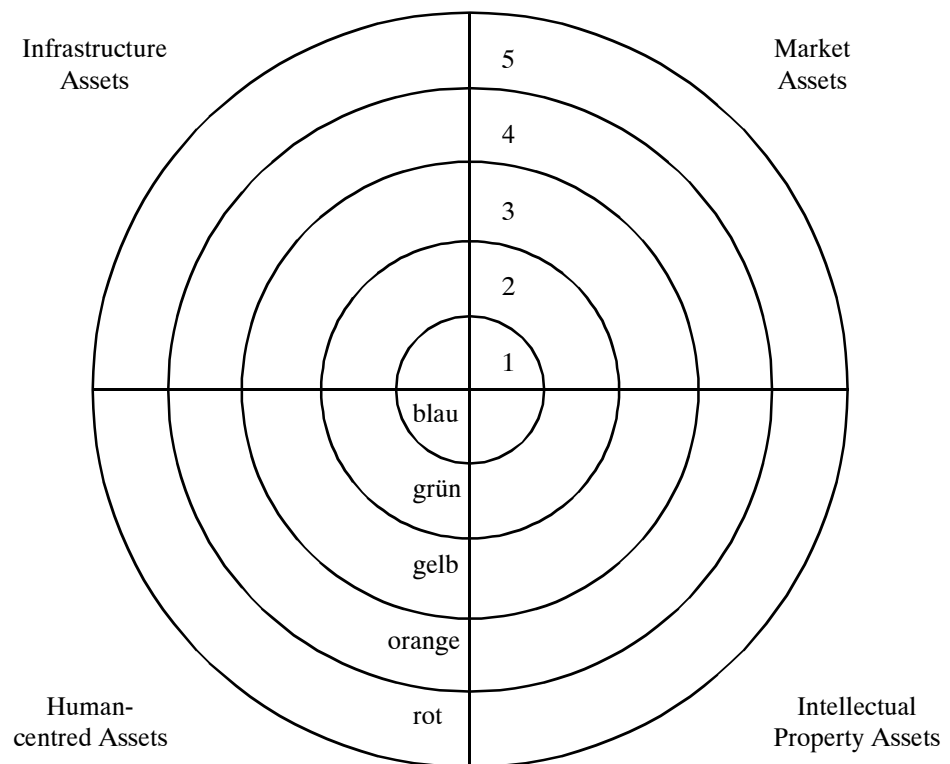 Infrastructure
Assets
Market
Assets
5
4
3
2
1
blau
grün
gelb
orange
rot
Human-
centred Assets
Intellectual
Property Assets